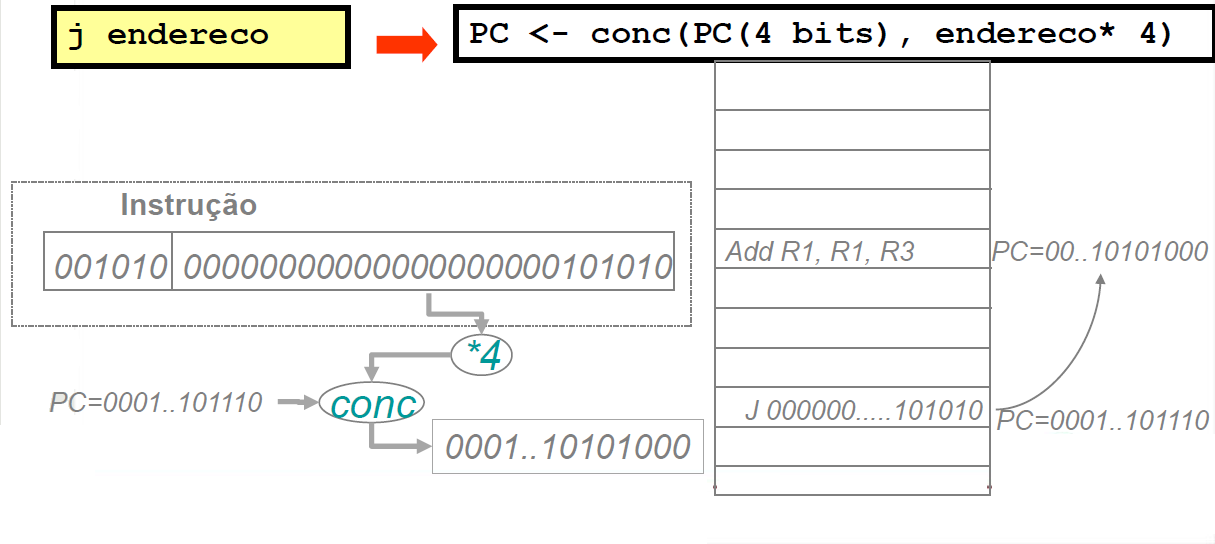 j endereco
PC <- conc(PC(4 bits), endereco* 4)
Instrução
001010 00000000000000000000101010
Add R1, R1, R3
PC=00..10101000
*4
PC=0001..101110
conc
J 000000.....101010
PC=0001..101110
0001..10101000